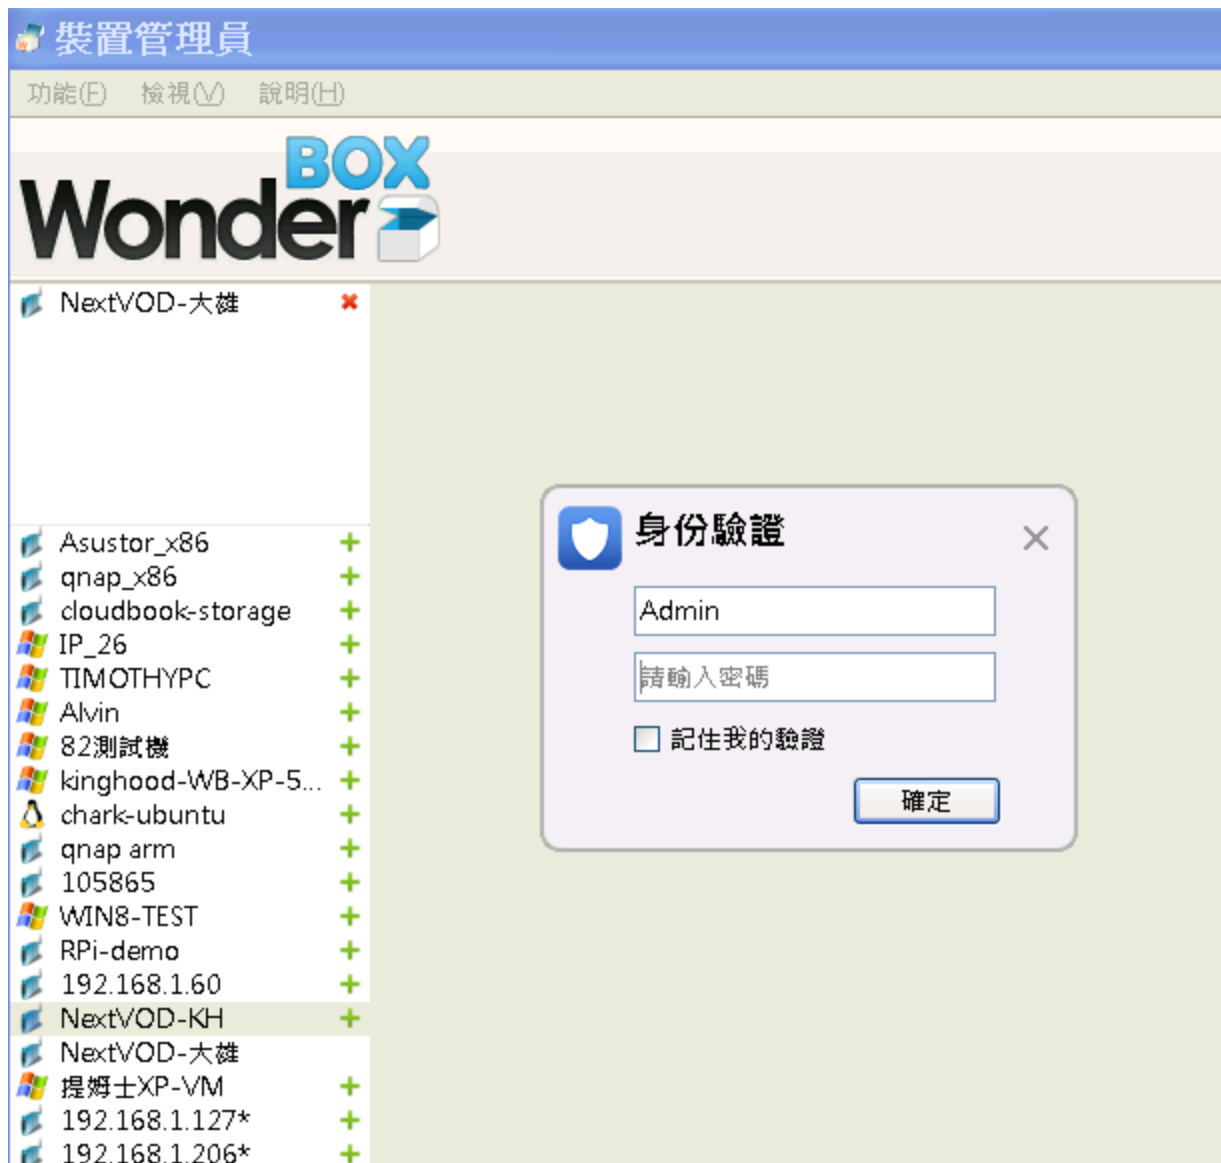 裝置管理員
功能(F) 檢視(V) 說明(H)
WonderBOX
NextVOD-大雄
Asustor_x86
qnap_x86
cloudbook-storage
IP_26
TIMOTHYPC
Alvin
82測試機
kinghood-WB-XP-5...
chark-ubuntu
qnap arm
105865
WIN8-TEST
RPi-demo
192.168.1.60
NextVOD-KH
NextVOD-大雄
提姆士XP-VM
192.168.1.127*
192.168.1.206*
身份驗證
Admin
請輸入密碼
記住我的驗證
確定